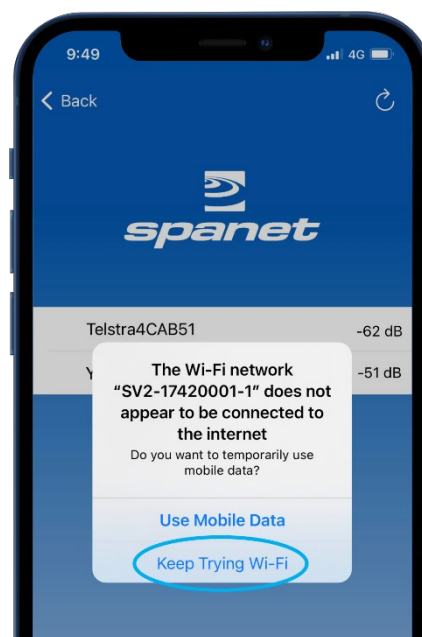 9:49
4G
Back
spanet
Telstra4CAB51 -62 dB
Y -51 dB
The Wi-Fi network
“SV2-17420001-1” does not
appear to be connected to
the internet
Do you want to temporarily use
mobile data?
Use Mobile Data
Keep Trying Wi-Fi